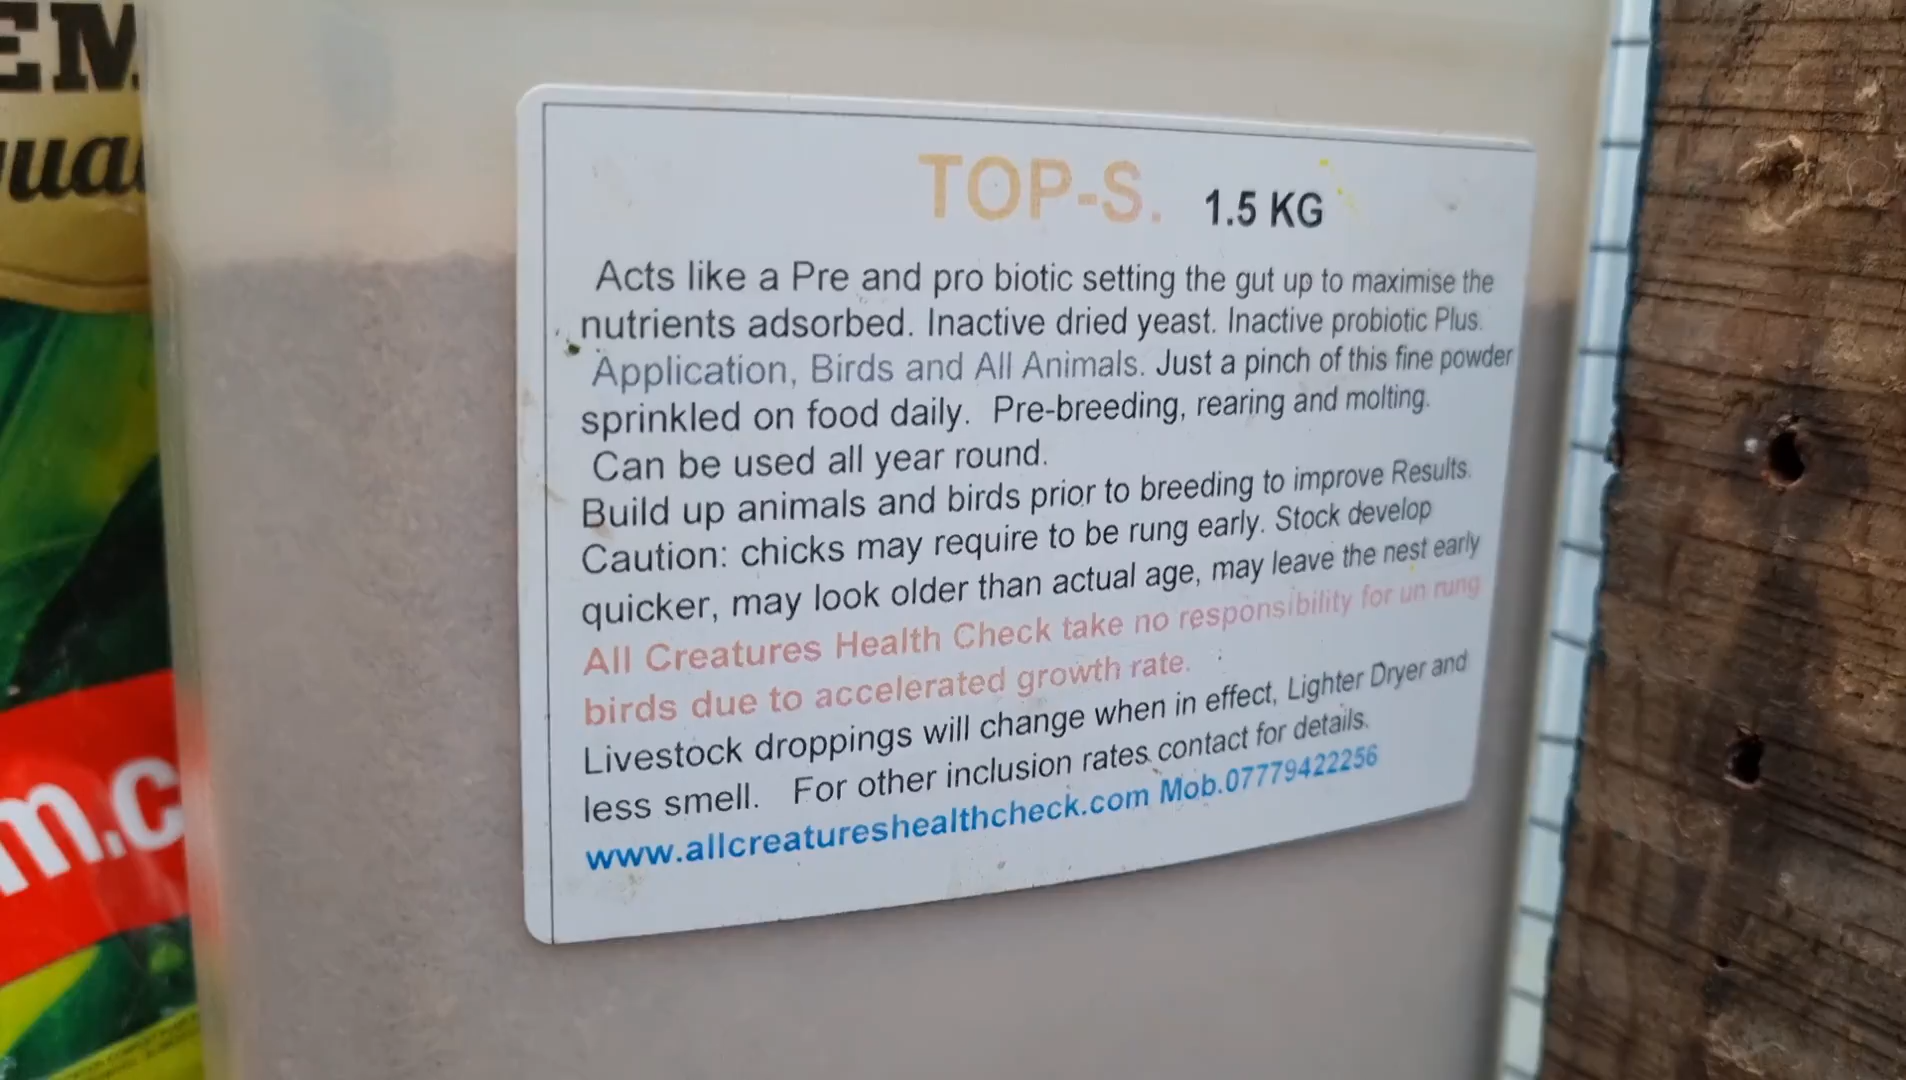 TOP-S. 1.5 KG
Acts like a Pre and pro biotic setting the gut up to maximise the
nutrients adsorbed. Inactive dried yeast. Inactive probiotic Plus.
Application, Birds and All Animals. Just a pinch of this fine powder
sprinkled on food daily. Pre-breeding, rearing and molting.
Can be used all year round.
Build up animals and birds prior to breeding to improve Results.
Caution: chicks may require to be rung early. Stock develop
quicker, may look older than actual age, may leave the nest early
All Creatures Health Check take no responsibility for un rung
birds due to accelerated growth rate.
Livestock droppings will change when in effect, Lighter Dryer and
less smell. For other inclusion rates contact for details.
www.allcreatureshealthcheck.com Mob.07779422256
EM
m.c